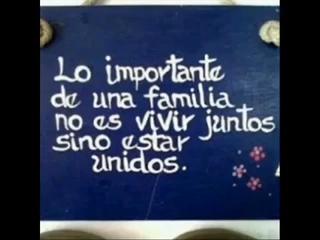 Lo importante
de una familia
no es vivir juntos
sino estar
unidos.